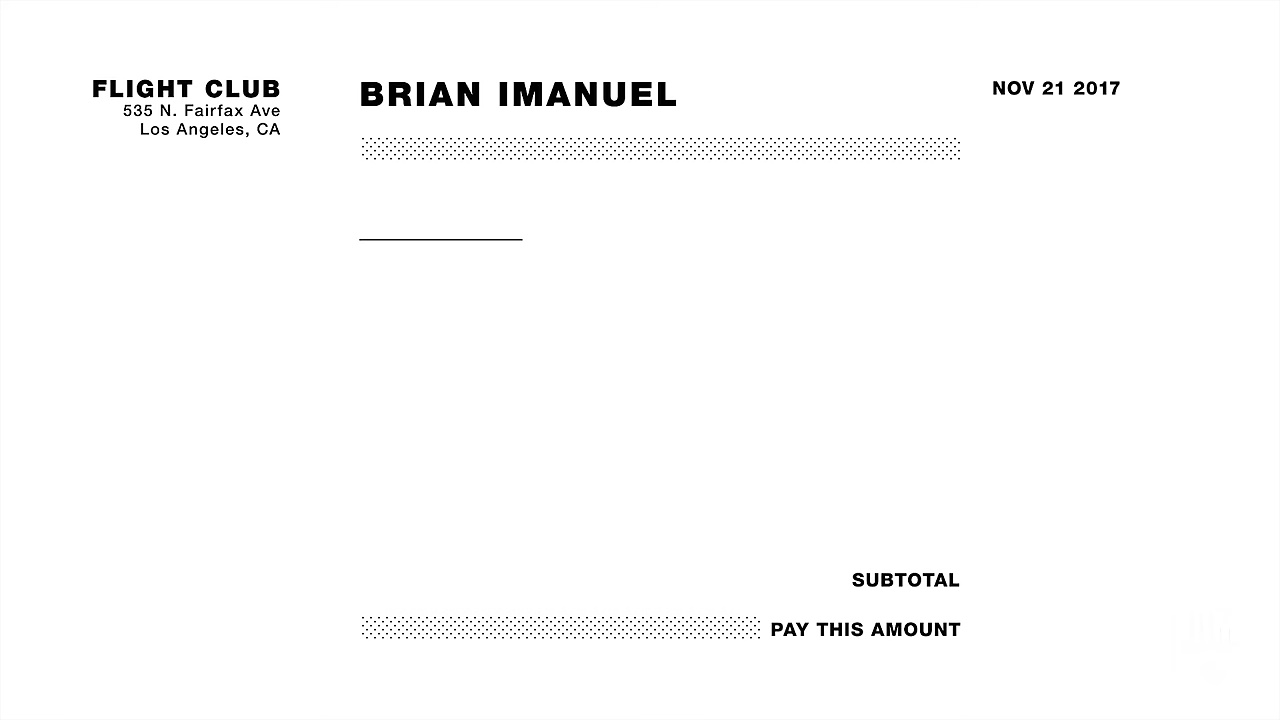 FLIGHT CLUB
535 N. Fairfax Ave
Los Angeles, CA
BRIAN IMANUEL
NOV 21 2017
SUBTOTAL
PAY THIS AMOUNT